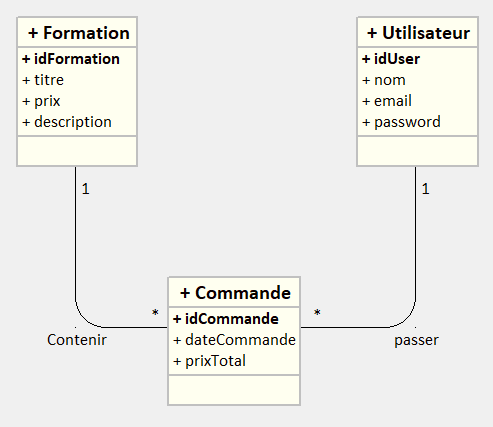 + Formation
+ idFormation
+ titre
+ prix
+ description
1
+ Utilisateur
+ idUser
+ nom
+ email
+ password
1
+ Commande
+ idCommande
+ dateCommande
+ prixTotal
*
*
Contenir
passer